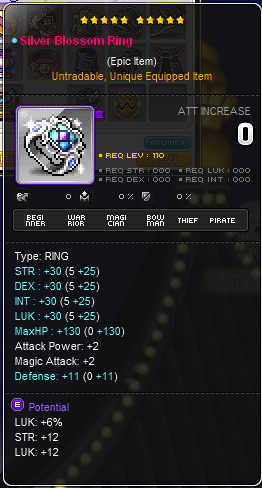 Silver Blossom Ring
(Epic Item)
Untradable, Unique Equipped Item
ATT INCREASE
0
REQ LEV : 110
REQ STR : 000 REQ LUK : 000
REQ DEX : 000 REQ INT : 000
0 0 % 0 %
BEGINNER WARRIOR MAGICIAN BOWMAN THIEF PIRATE
Type: RING
STR : +30 (5 +25)
DEX : +30 (5 +25)
INT : +30 (5 +25)
LUK : +30 (5 +25)
MaxHP : +130 (0 +130)
Attack Power: +2
Magic Attack: +2
Defense: +11 (0 +11)
E Potential
LUK: +6%
STR: +12
LUK: +12